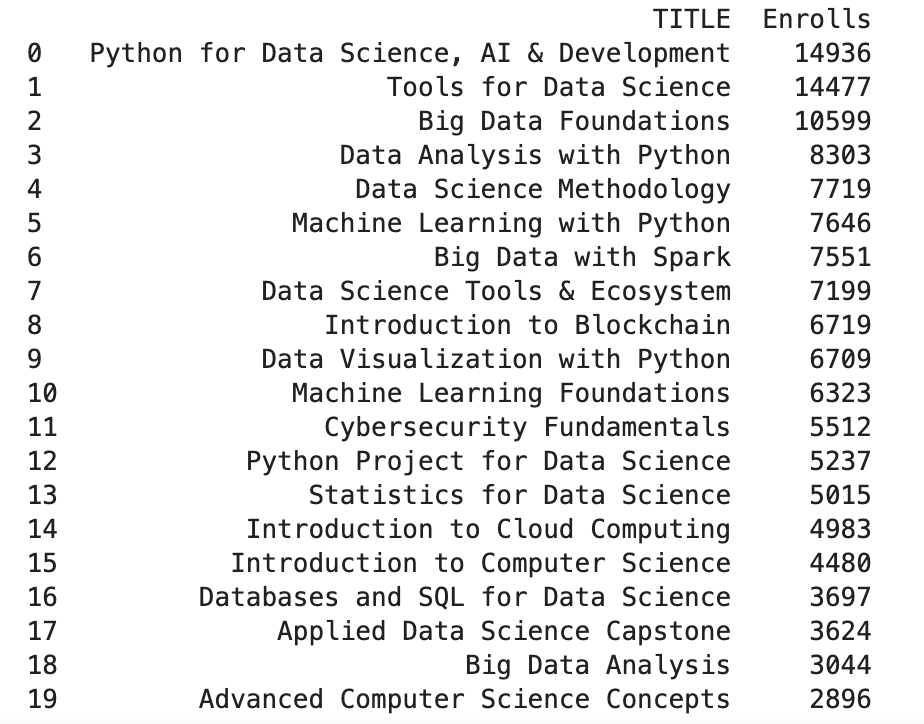 TITLE Enrolls
0 Python for Data Science, AI & Development 14936
1 Tools for Data Science 14477
2 Big Data Foundations 10599
3 Data Analysis with Python 8303
4 Data Science Methodology 7719
5 Machine Learning with Python 7646
6 Big Data with Spark 7551
7 Data Science Tools & Ecosystem 7199
8 Introduction to Blockchain 6719
9 Data Visualization with Python 6709
10 Machine Learning Foundations 6323
11 Cybersecurity Fundamentals 5512
12 Python Project for Data Science 5237
13 Statistics for Data Science 5015
14 Introduction to Cloud Computing 4983
15 Introduction to Computer Science 4480
16 Databases and SQL for Data Science 3697
17 Applied Data Science Capstone 3624
18 Big Data Analysis 3044
19 Advanced Computer Science Concepts 2896